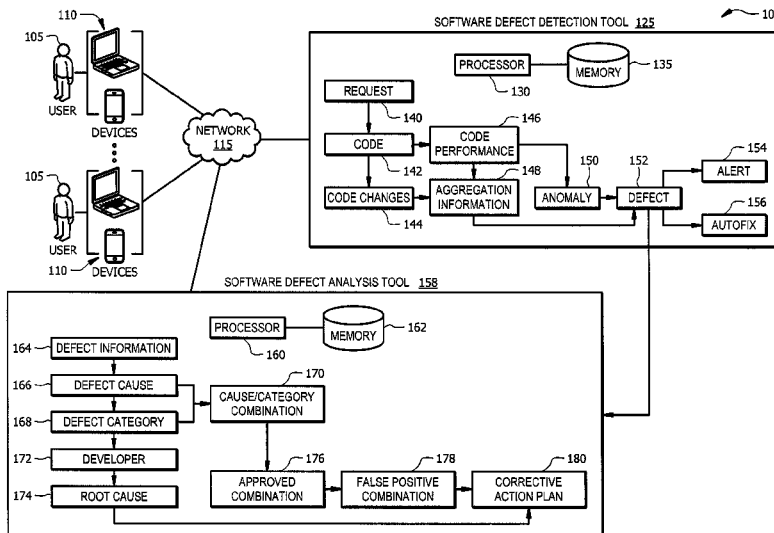 SOFTWARE DEFECT DETECTION TOOL 125
10
110
105
USER
DEVICES
NETWORK
115
105
USER
DEVICES
110
PROCESSOR
130
MEMORY
135
REQUEST
140
146
CODE
142
CODE
PERFORMANCE
148
CODE CHANGES
144
AGGREGATION
INFORMATION
150
ANOMALY
152
DEFECT
154
ALERT
156
AUTOFIX
SOFTWARE DEFECT ANALYSIS TOOL 158
PROCESSOR
160
MEMORY
162
164
DEFECT INFORMATION
166
DEFECT CAUSE
168
DEFECT CATEGORY
170
CAUSE/CATEGORY
COMBINATION
172
DEVELOPER
174
ROOT CAUSE
176
APPROVED
COMBINATION
178
FALSE POSITIVE
COMBINATION
180
CORRECTIVE
ACTION PLAN